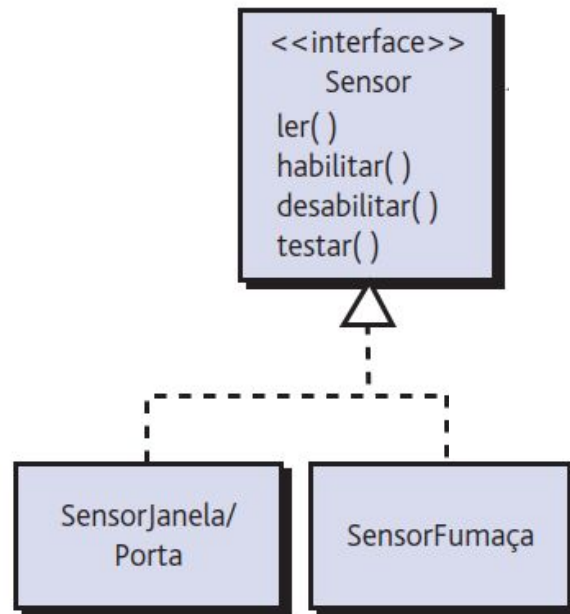 <<interface>>
Sensor
ler( )
habilitar( )
desabilitar( )
testar( )
SensorJanela/
Porta
SensorFumaça